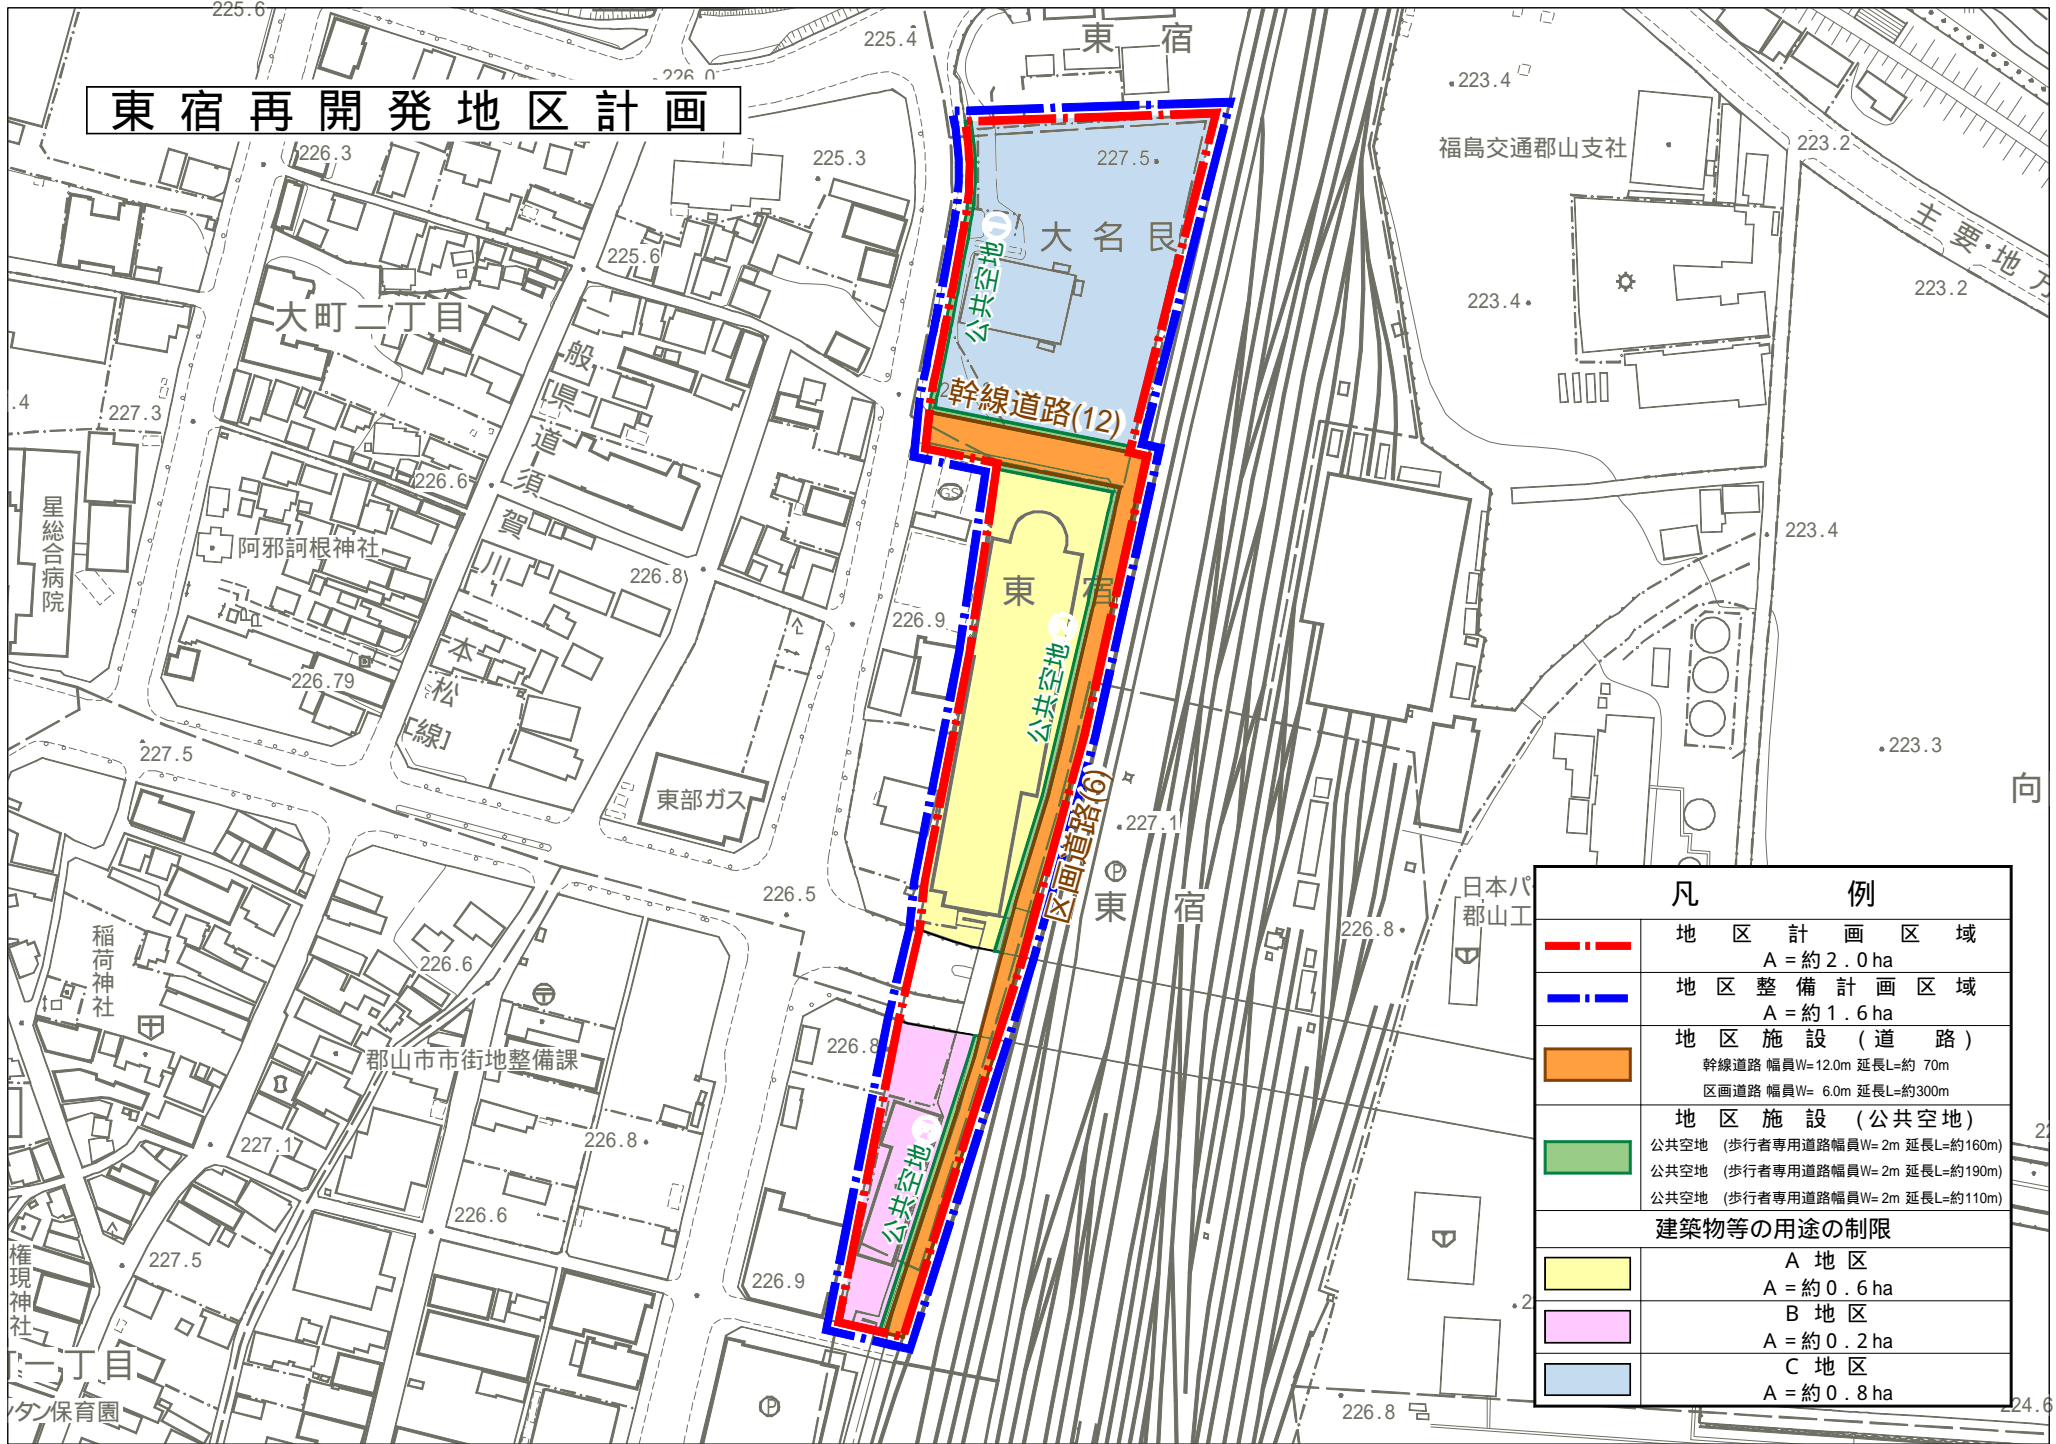 東宿再開発地区計画
225.6
225.4
東宿
226.0
223.4
福島交通郡山支社
223.2
226.3
225.3
227.5
主要地方
大名艮
225.6
223.4
223.2
公共空地
大町二丁目
般県道須賀川
二本松線]
227.3
幹線道路(12)
226.6
GS
星総合病院
阿邪訶根神社
226.8
226.9
東宿
223.4
公共空地
226.79
227.5
223.3
東部ガス
区画道路(6)
227.1
P
向
226.5
東宿
稲荷神社
226.6
日本パ
郡山工
226.8
226.8
郡山市市街地整備課
227.1
226.8
公共空地
226.6
227.5
226.9
権現神社
一丁目
タン保育園
P
226.8
224.6
凡例
地区計画区域
A=約2.0ha
地区整備計画区域
A=約1.6ha
地区施設(道路)
幹線道路 幅員W=12.0m 延長L=約 70m
区画道路 幅員W= 6.0m 延長L=約300m
地区施設(公共空地)
公共空地 (歩行者専用道路幅員W=2m 延長L=約160m)
公共空地 (歩行者専用道路幅員W=2m 延長L=約190m)
公共空地 (歩行者専用道路幅員W=2m 延長L=約110m)
建築物等の用途の制限
A地区
A=約0.6ha
B地区
A=約0.2ha
C地区
A=約0.8ha